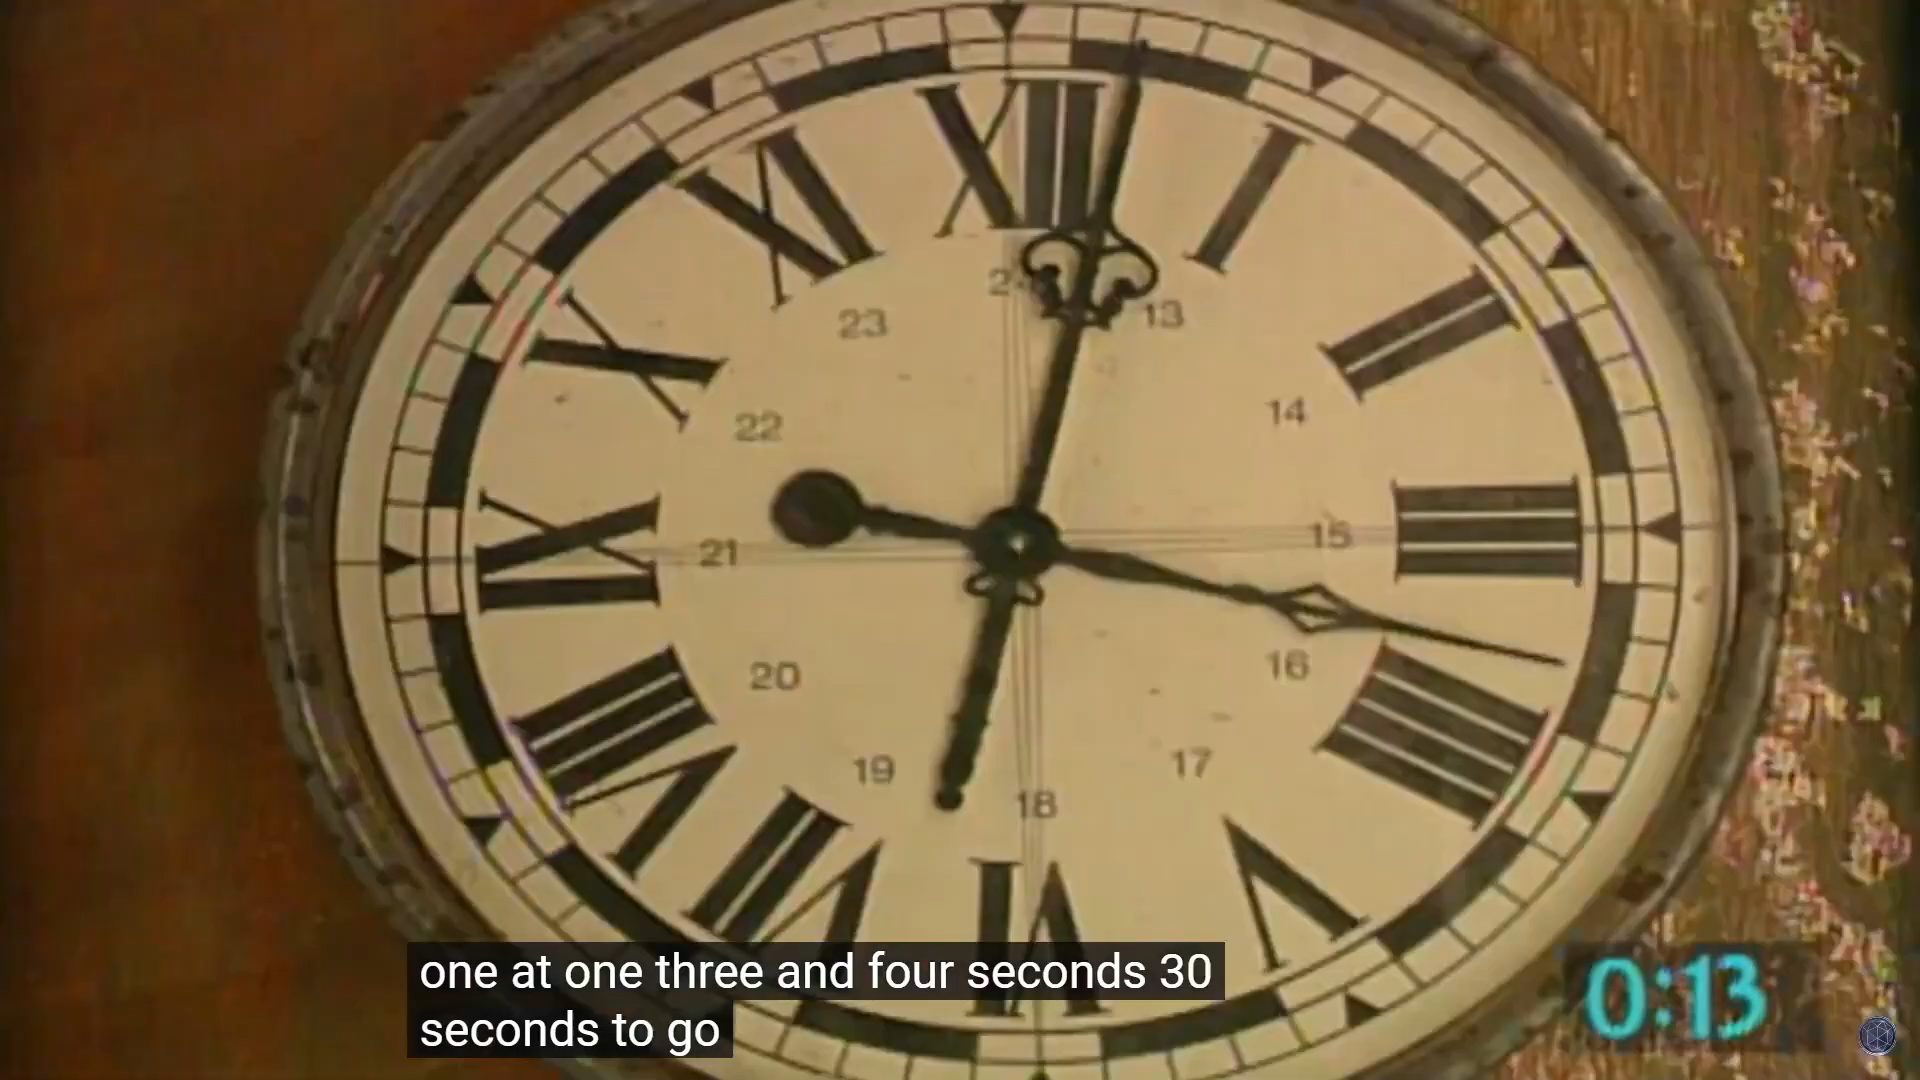 XII
I
II
III
IIII
V
VI
VII
VIII
IX
X
XI
13
14
15
16
17
18
19
20
21
22
23
one at one three and four seconds 30
seconds to go
0:13